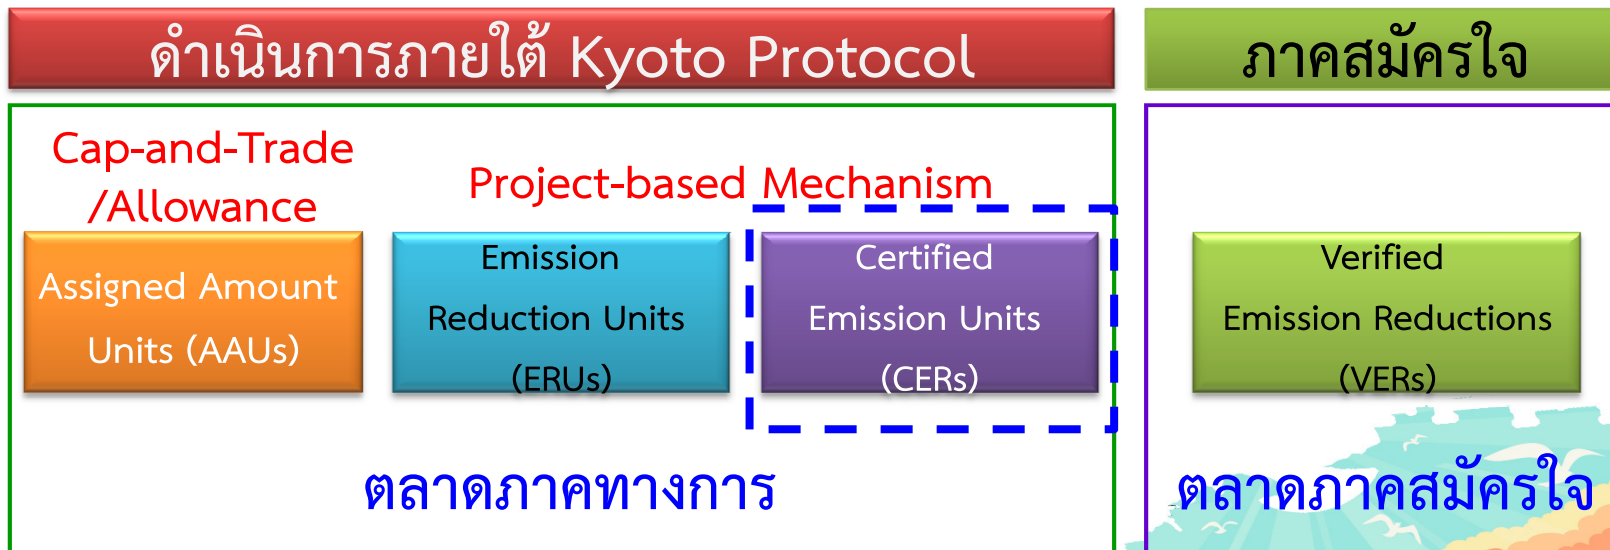 ดำเนินการภายใต้ Kyoto Protocol
ภาคสมัครใจ
Cap-and-Trade
/Allowance
Project-based Mechanism
Assigned Amount
Units (AAUs)
Emission
Reduction Units
(ERUs)
Certified
Emission Units
(CERs)
Verified
Emission Reductions
(VERs)
ตลาดภาคทางการ
ตลาดภาคสมัครใจ